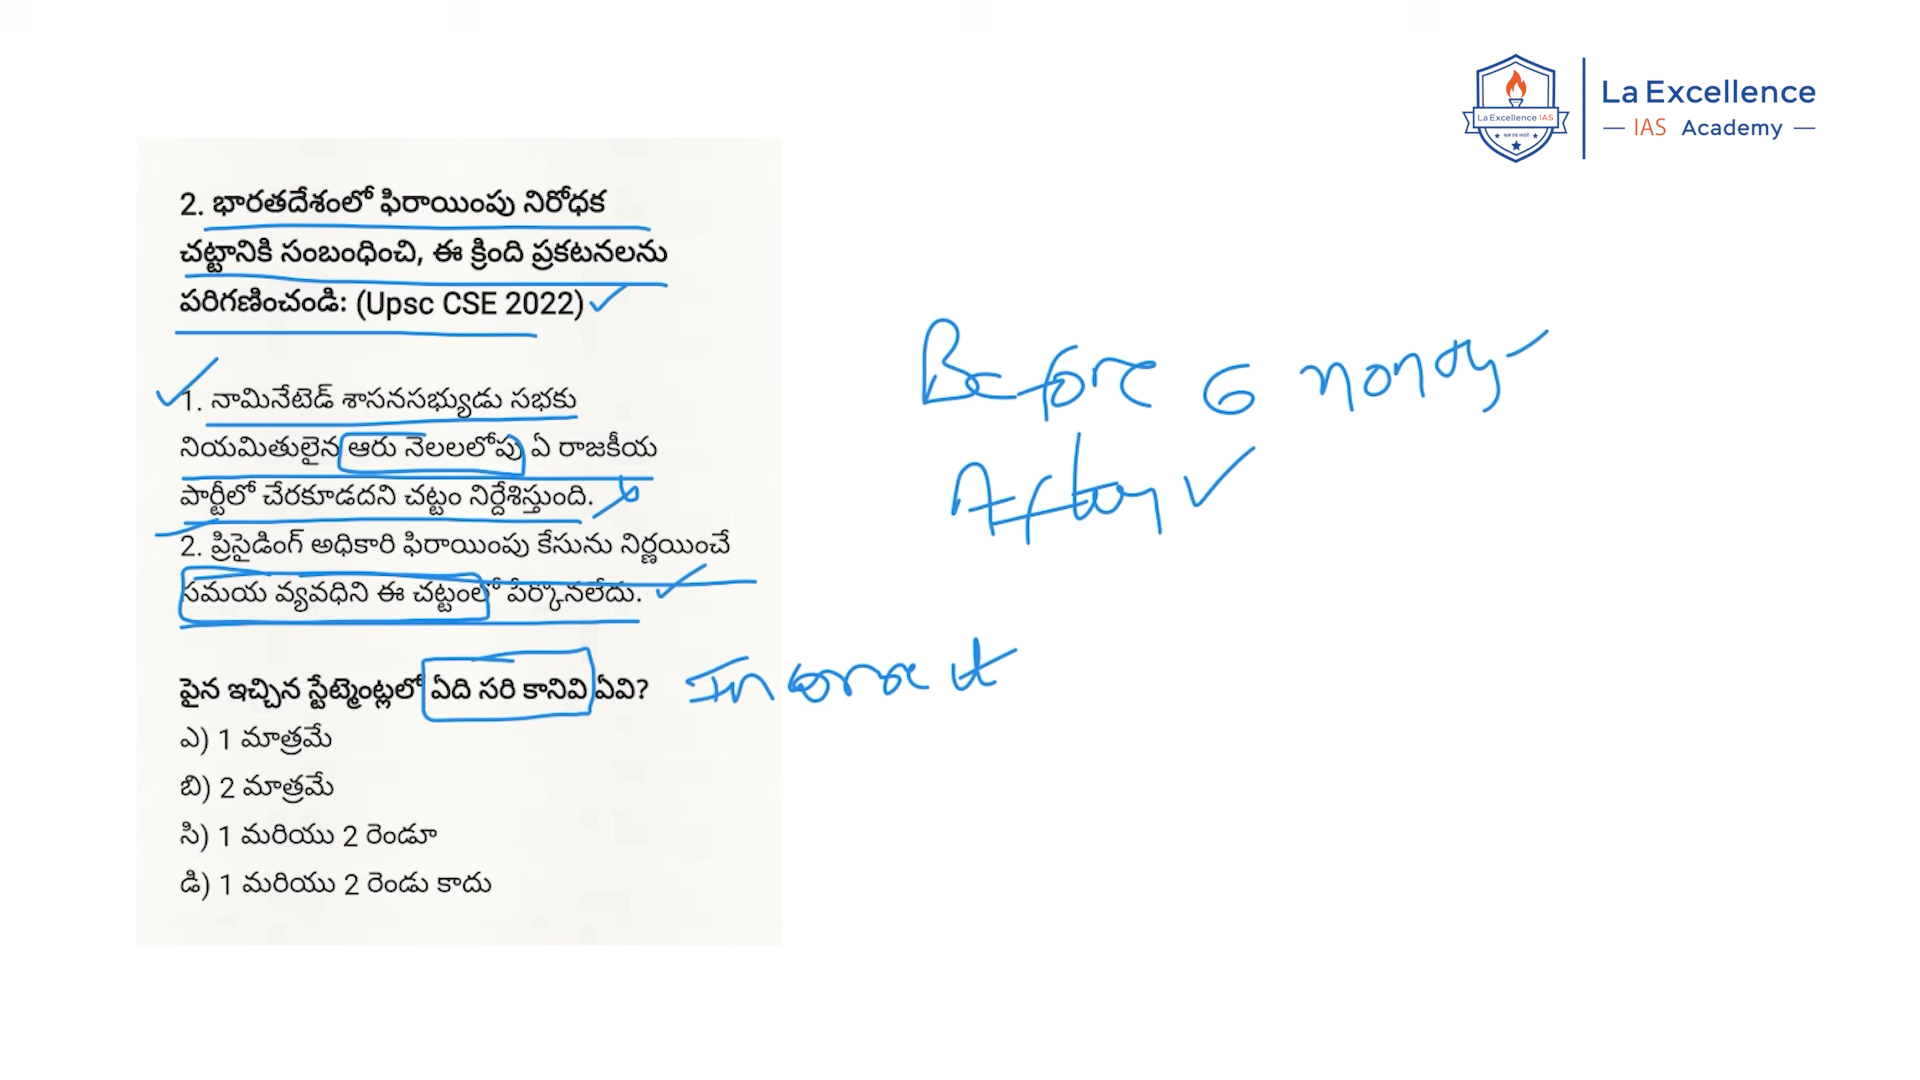 La Excellence
— IAS Academy —
La Excellence IAS
2. భారతదేశంలో ఫిరాయింపు నిరోధక
చట్టానికి సంబంధించి, ఈ క్రింది ప్రకటనలను
పరిగణించండి: (Upsc CSE 2022)
1. నామినేటెడ్ శాసనసభ్యుడు సభకు
నియమితులైన ఆరు నెలలలోపు ఏ రాజకీయ
పార్టీలో చేరకూడదని చట్టం నిర్దేశిస్తుంది.
2. ప్రిసైడింగ్ అధికారి ఫిరాయింపు కేసును నిర్ణయించే
సమయ వ్యవధిని ఈ చట్టంలో పేర్కొనలేదు.
పైన ఇచ్చిన స్టేట్మెంట్లలో ఏది సరి కానివి ఏవి?
ఎ) 1 మాత్రమే
బి) 2 మాత్రమే
సి) 1 మరియు 2 రెండూ
డి) 1 మరియు 2 రెండు కాదు
Before 6
Incorrect